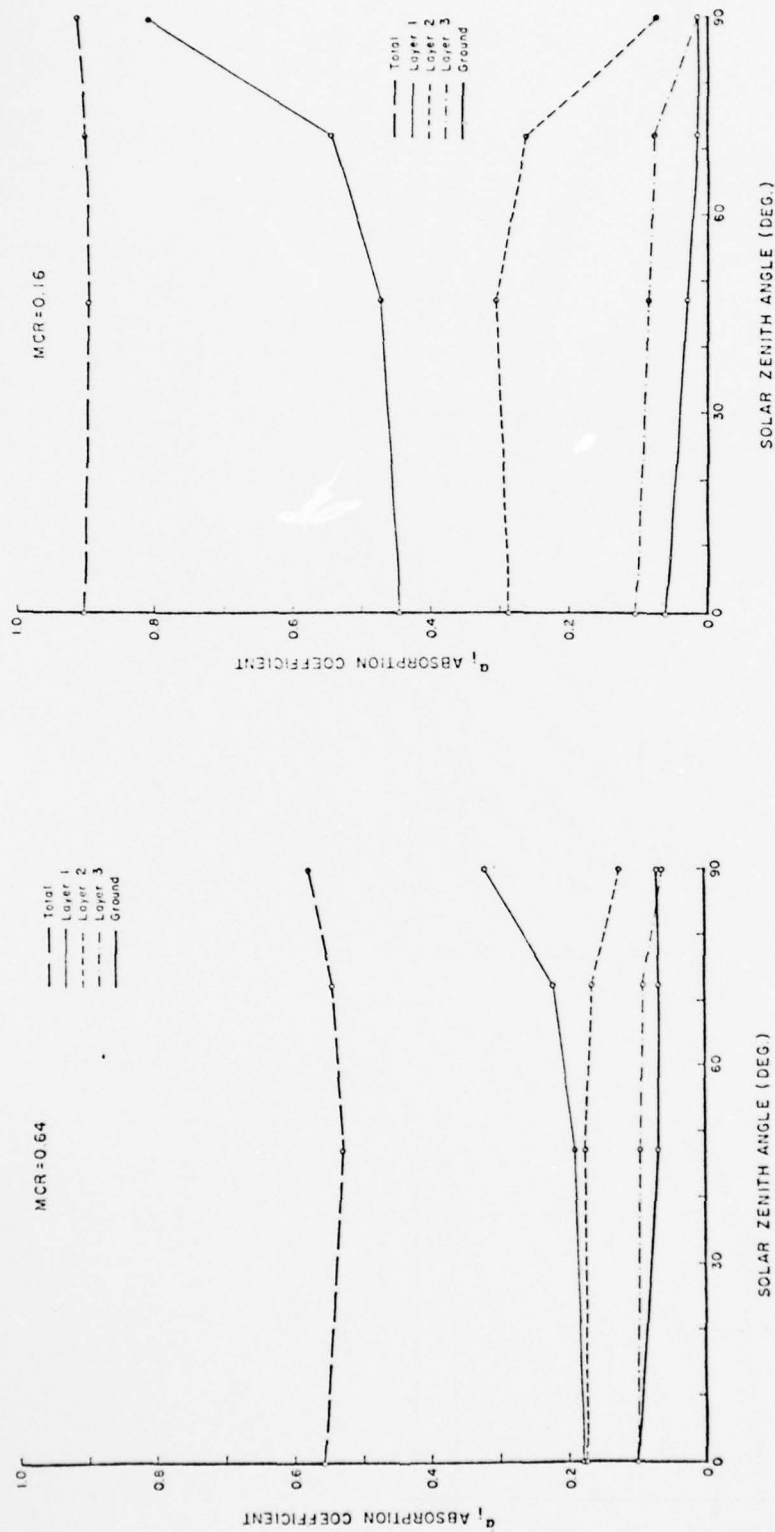 MCR=0.64
Total
Layer 1
Layer 2
Layer 3
Ground
1.0
0.8
0.6
0.4
0.2
0
αi ABSORPTION COEFFICIENT
0
30
60
90
SOLAR ZENITH ANGLE (DEG.)
MCR=0.16
Total
Layer 1
Layer 2
Layer 3
Ground
1.0
0.8
0.6
0.4
0.2
0
αi ABSORPTION COEFFICIENT
0
30
60
90
SOLAR ZENITH ANGLE (DEG.)